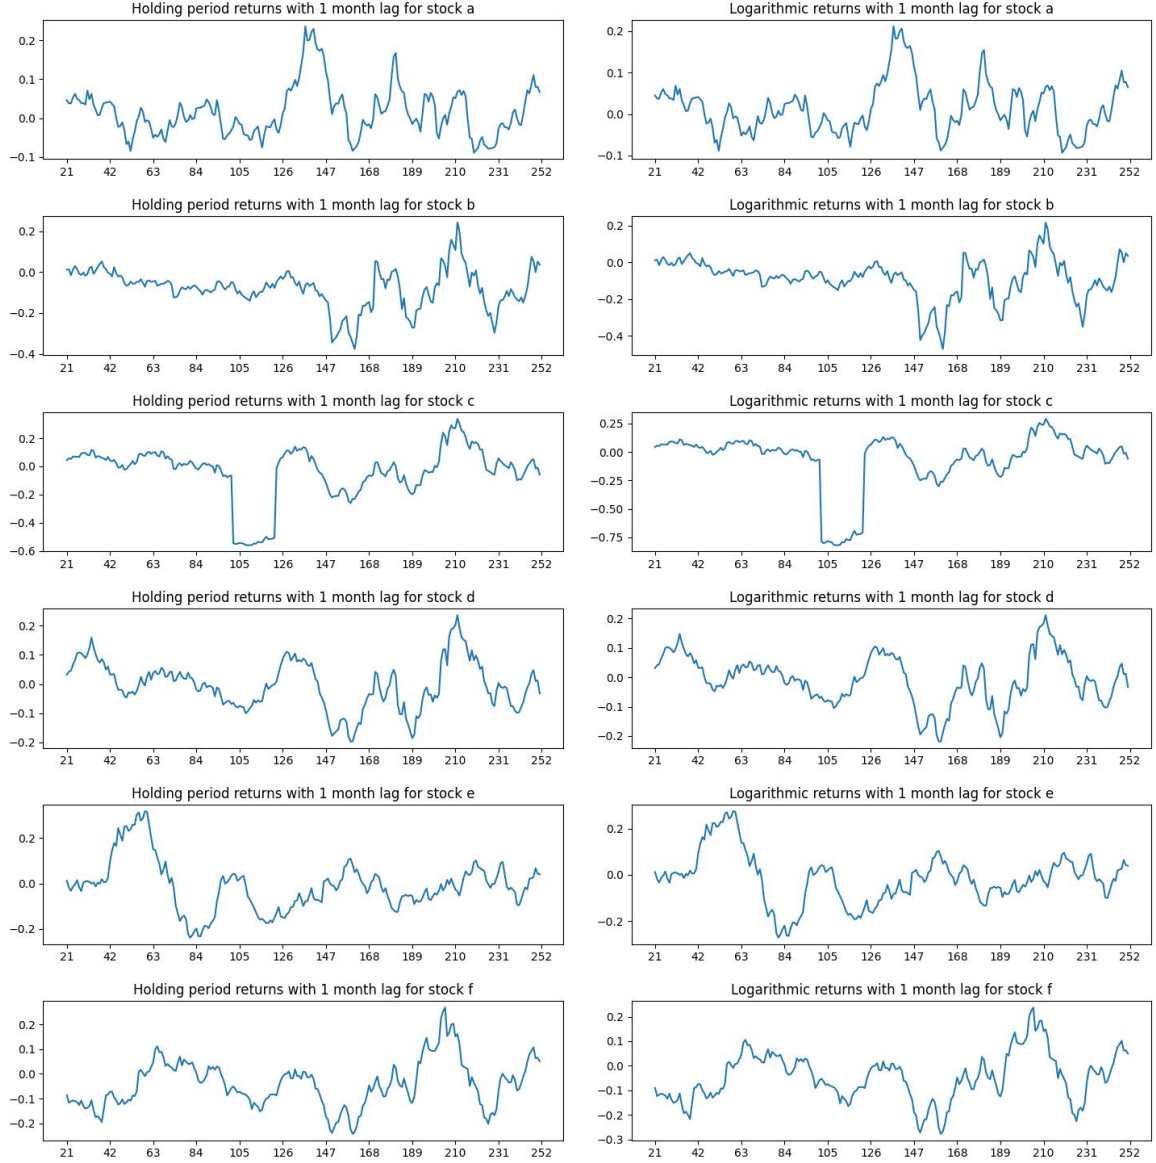 Holding period returns with 1 month lag for stock a
0.2
0.1
0.0
−0.1
21 42 63 84 105 126 147 168 189 210 231 252
Logarithmic returns with 1 month lag for stock a
0.2
0.1
0.0
−0.1
21 42 63 84 105 126 147 168 189 210 231 252
Holding period returns with 1 month lag for stock b
0.2
0.0
−0.2
−0.4
21 42 63 84 105 126 147 168 189 210 231 252
Logarithmic returns with 1 month lag for stock b
0.2
0.0
−0.2
−0.4
21 42 63 84 105 126 147 168 189 210 231 252
Holding period returns with 1 month lag for stock c
0.2
0.0
−0.2
−0.4
−0.6
21 42 63 84 105 126 147 168 189 210 231 252
Logarithmic returns with 1 month lag for stock c
0.25
0.00
−0.25
−0.50
−0.75
21 42 63 84 105 126 147 168 189 210 231 252
Holding period returns with 1 month lag for stock d
0.2
0.1
0.0
−0.1
−0.2
21 42 63 84 105 126 147 168 189 210 231 252
Logarithmic returns with 1 month lag for stock d
0.2
0.1
0.0
−0.1
−0.2
21 42 63 84 105 126 147 168 189 210 231 252
Holding period returns with 1 month lag for stock e
0.2
0.0
−0.2
21 42 63 84 105 126 147 168 189 210 231 252
Logarithmic returns with 1 month lag for stock e
0.2
0.0
−0.2
21 42 63 84 105 126 147 168 189 210 231 252
Holding period returns with 1 month lag for stock f
0.2
0.1
0.0
−0.1
−0.2
21 42 63 84 105 126 147 168 189 210 231 252
Logarithmic returns with 1 month lag for stock f
0.2
0.1
0.0
−0.1
−0.2
−0.3
21 42 63 84 105 126 147 168 189 210 231 252